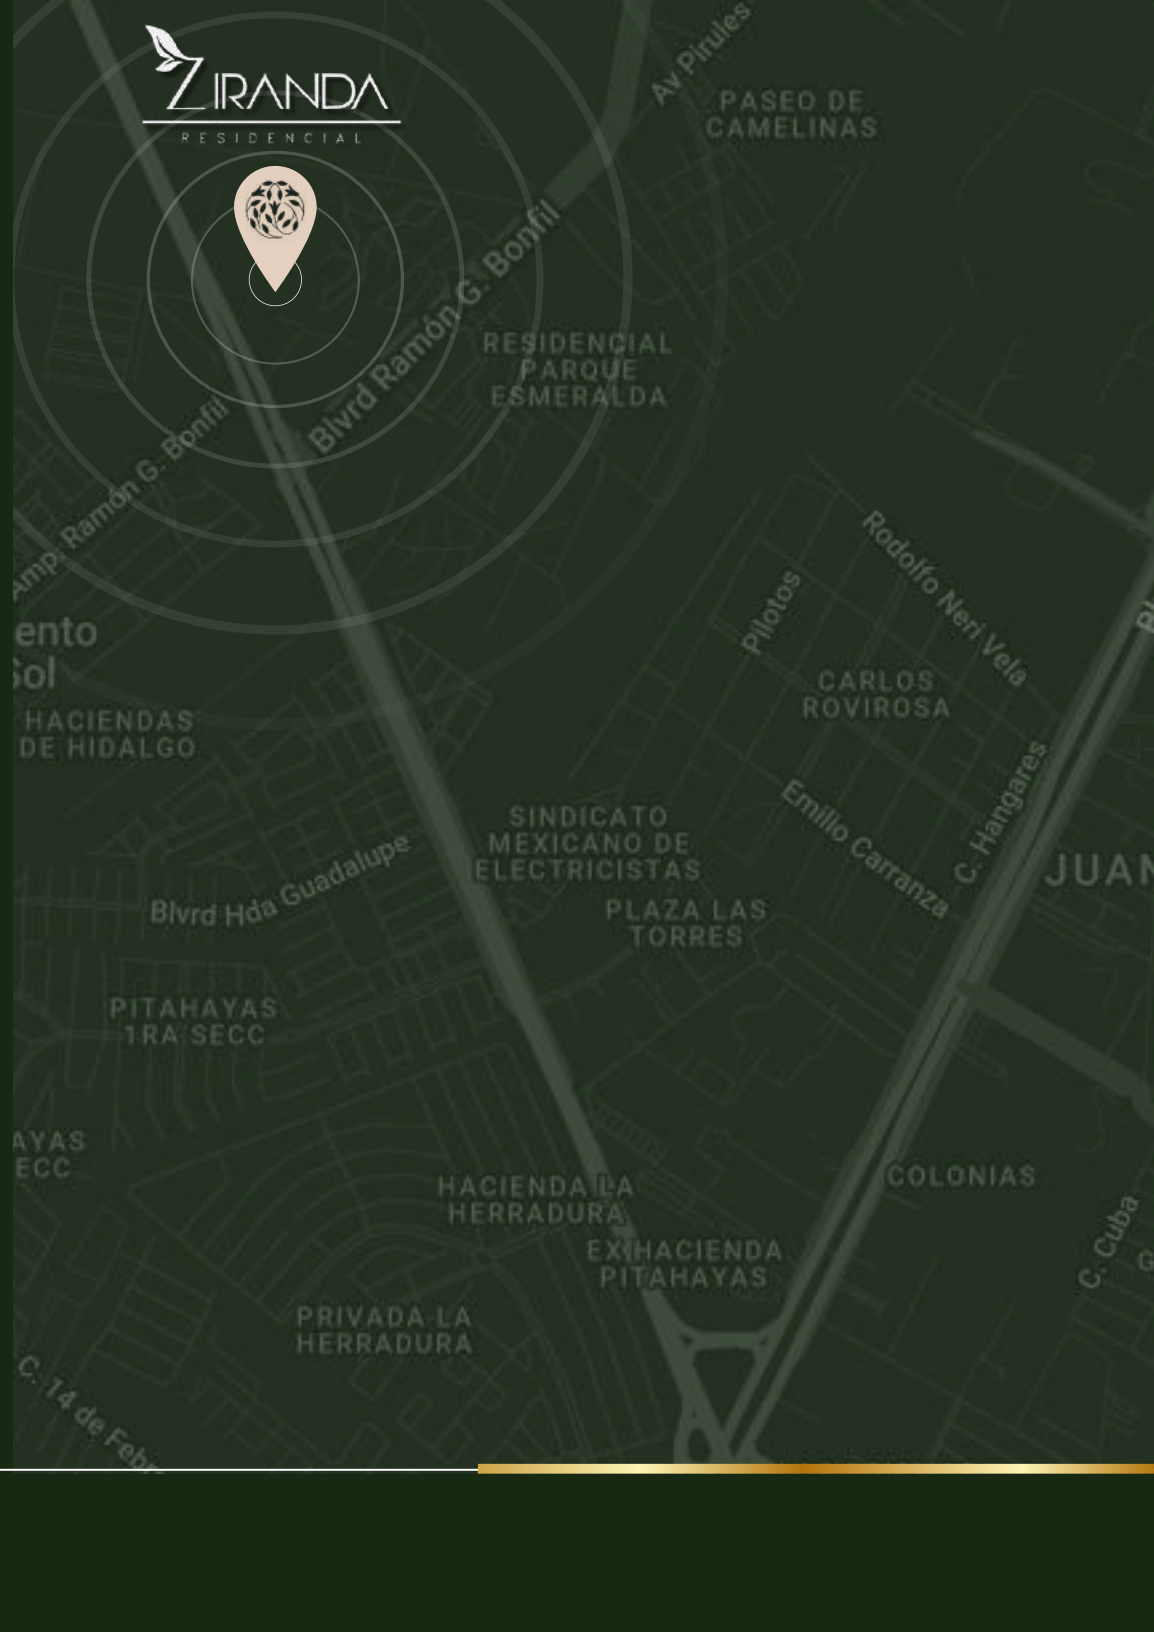 ZIRANDA
RESIDENCIAL
Av Pirules
PASEO DE
CAMELINAS
Blvrd Ramón G. Bonfil
RESIDENCIAL
PARQUE
ESMERALDA
Amp. Ramón G. Bonfil
Rodolfo Neri Vela
Pilotos
ento
Sol
HACIENDAS
DE HIDALGO
CARLOS
ROVIROSA
C. Hangares
Emilio Carranza
SINDICATO
MEXICANO DE
ELECTRICISTAS
Blvrd Hda Guadalupe
JUAN
PLAZA LAS
TORRES
PITAHAYAS
1RA SECC
AYAS
ECC
HACIENDA LA
HERRADURA
COLONIAS
C. Cuba
G
EX HACIENDA
PITAHAYAS
PRIVADA LA
HERRADURA
C. 14 de Febr